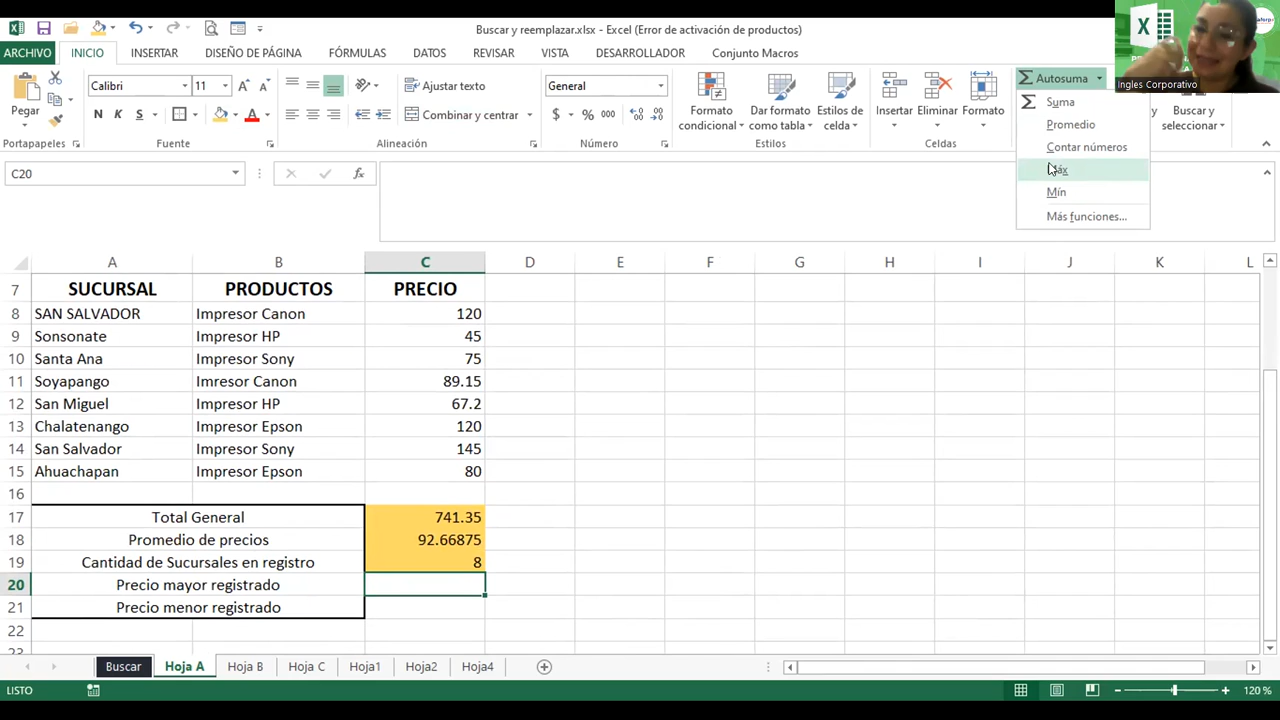 Buscar y reemplazar.xlsx - Excel (Error de activación de productos)
Ingles Corporativo
ARCHIVO INICIO INSERTAR DISEÑO DE PÁGINA FÓRMULAS DATOS REVISAR VISTA DESARROLLADOR Conjunto Macros
Pegar
Portapapeles
Calibri 11
N K S
Fuente
Ajustar texto
Combinar y centrar
Alineación
General
$ % 000
Número
Formato condicional
Dar formato como tabla
Estilos de celda
Estilos
Insertar Eliminar Formato
Celdas
Autosuma
Suma
Promedio
Contar números
Máx
Mín
Más funciones...
Buscar y seleccionar
C20
fx
A B C D E F G H I J K L
7 SUCURSAL PRODUCTOS PRECIO
8 SAN SALVADOR Impresor Canon 120
9 Sonsonate Impresor HP 45
10 Santa Ana Impresor Sony 75
11 Soyapango Imresor Canon 89.15
12 San Miguel Impresor HP 67.2
13 Chalatenango Impresor Epson 120
14 San Salvador Impresor Sony 145
15 Ahuachapan Impresor Epson 80
16
17 Total General 741.35
18 Promedio de precios 92.66875
19 Cantidad de Sucursales en registro 8
20 Precio mayor registrado
21 Precio menor registrado
22
23
Buscar Hoja A Hoja B Hoja C Hoja1 Hoja2 Hoja4
LISTO
120 %